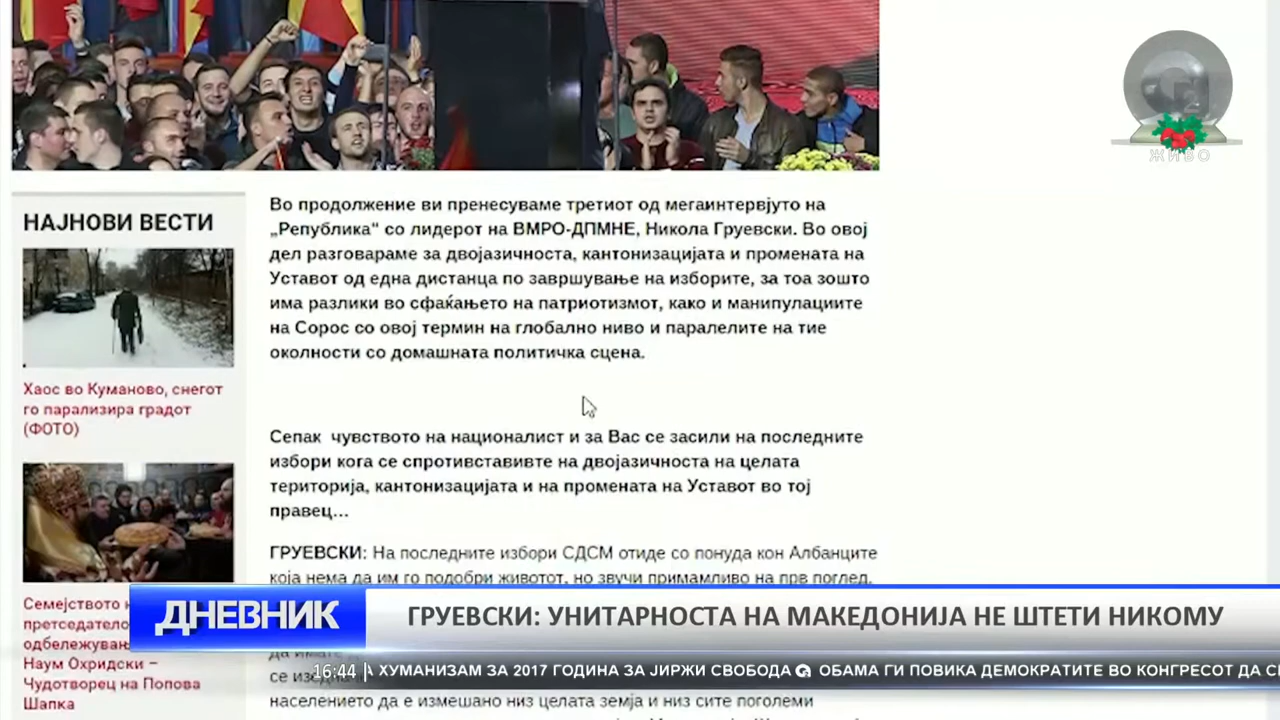 ЖИВО
НАЈНОВИ ВЕСТИ
Хаос во Куманово, снегот
го парализира градот
(ФОТО)
Семејството
претседатело
одбележувањ
Наум Охридски –
Чудотворец на Попова
Шапка
Во продолжение ви пренесуваме третиот од мегаинтервјуто на
„Република“ со лидерот на ВМРО-ДПМНЕ, Никола Груевски. Во овој
дел разговараме за двојазичноста, кантонизацијата и промената на
Уставот од една дистанца по завршување на изборите, за тоа зошто
има разлики во сфаќањето на патриотизмот, како и манипулациите
на Сорос со овој термин на глобално ниво и паралелите на тие
околности со домашната политичка сцена.
Сепак чувството на националист и за Вас се засили на последните
избори кога се спротивставивте на двојазичноста на целата
територија, кантонизацијата и на промената на Уставот во тој
правец...
ГРУЕВСКИ: На последните избори СДСМ отиде со понуда кон Албанците
која нема да им го подобри животот, но звучи примамливо на прв поглед.
населението да е измешано низ целата земја и низ сите поголеми
ДНЕВНИК
ГРУЕВСКИ: УНИТАРНОСТА НА МАКЕДОНИЈА НЕ ШТЕТИ НИКОМУ
16:44
А ХУМАНИЗАМ ЗА 2017 ГОДИНА ЗА ЈИРЖИ СВОБОДА ОБАМА ГИ ПОВИКА ДЕМОКРАТИТЕ ВО КОНГРЕСОТ ДА